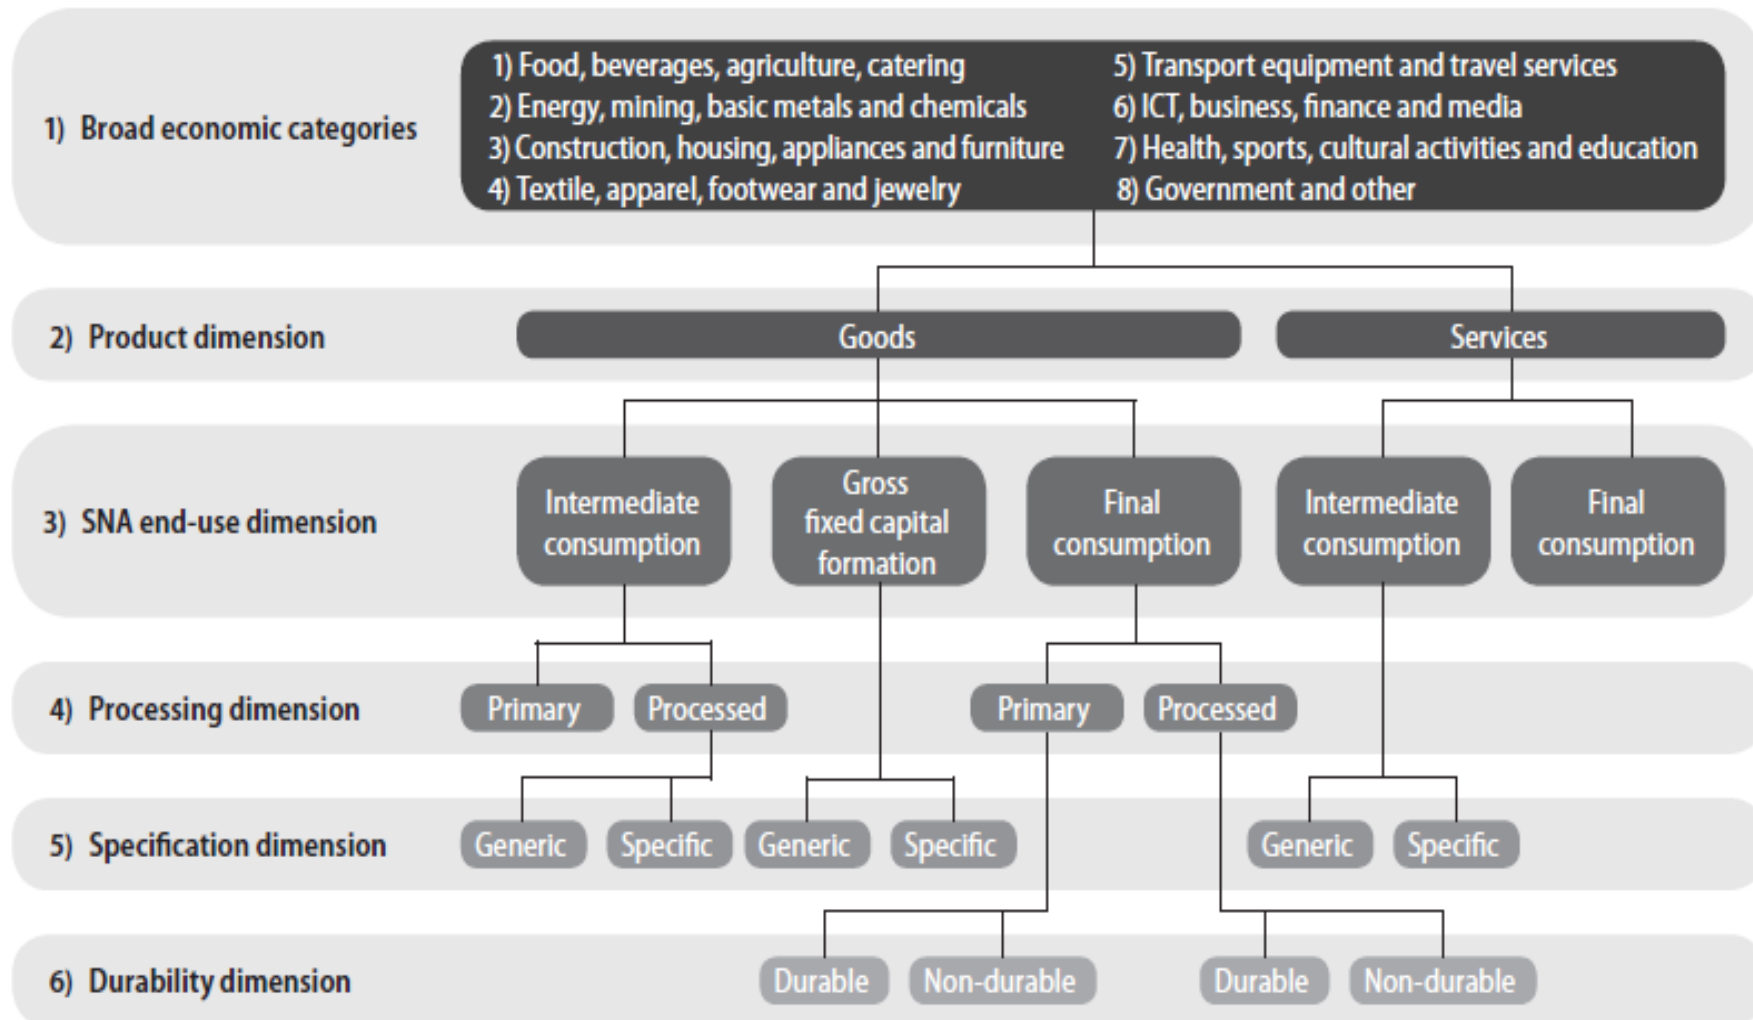 1) Broad economic categories
1) Food, beverages, agriculture, catering
2) Energy, mining, basic metals and chemicals
3) Construction, housing, appliances and furniture
4) Textile, apparel, footwear and jewelry
5) Transport equipment and travel services
6) ICT, business, finance and media
7) Health, sports, cultural activities and education
8) Government and other
2) Product dimension
Goods
Services
3) SNA end-use dimension
Intermediate
consumption
Gross
fixed capital
formation
Final
consumption
Intermediate
consumption
Final
consumption
4) Processing dimension
Primary
Processed
Primary
Processed
5) Specification dimension
Generic
Specific
Generic
Specific
Generic
Specific
6) Durability dimension
Durable
Non-durable
Durable
Non-durable